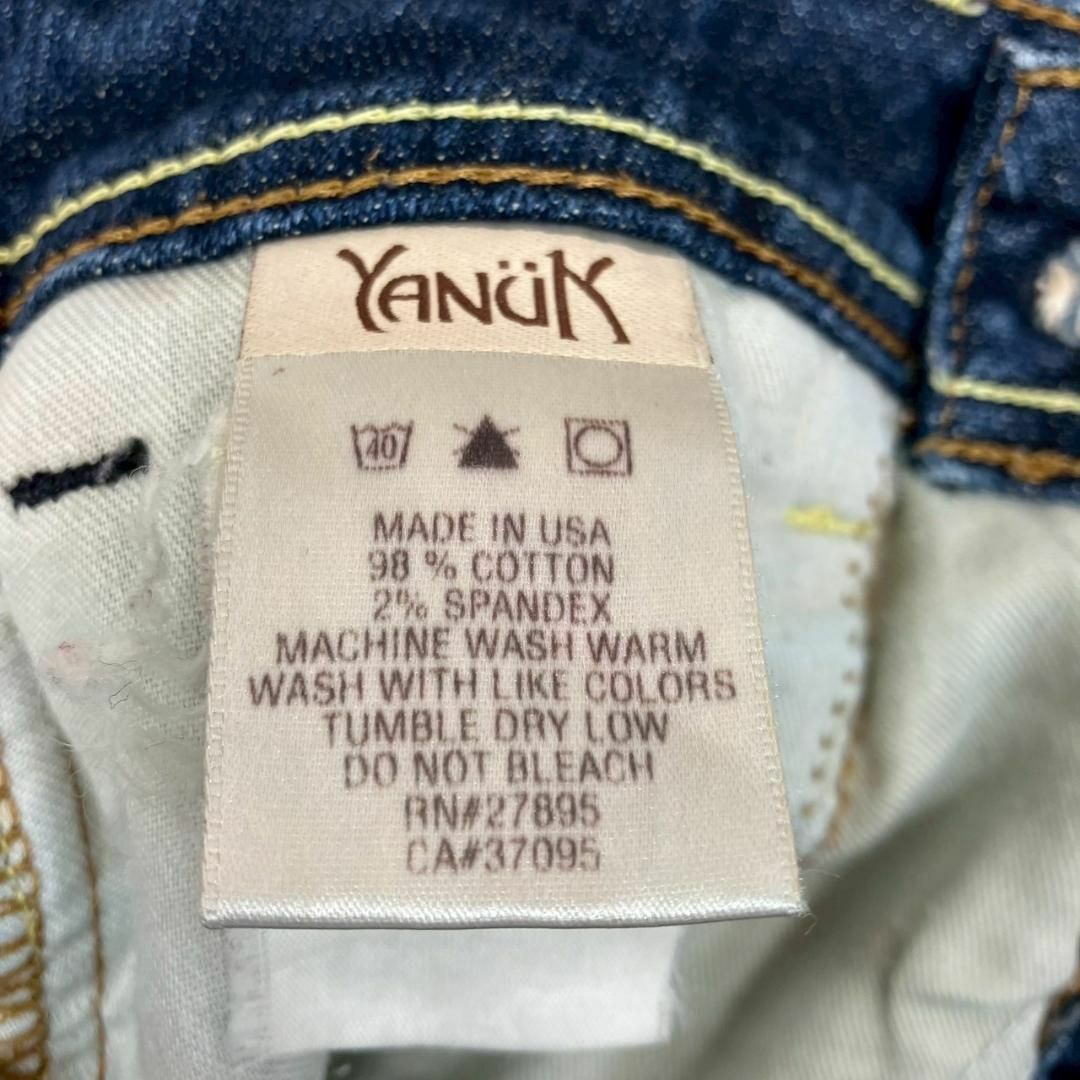 YANÜK
40
MADE IN USA
98 % COTTON
2% SPANDEX
MACHINE WASH WARM
WASH WITH LIKE COLORS
TUMBLE DRY LOW
DO NOT BLEACH
RN#27895
CA#37095